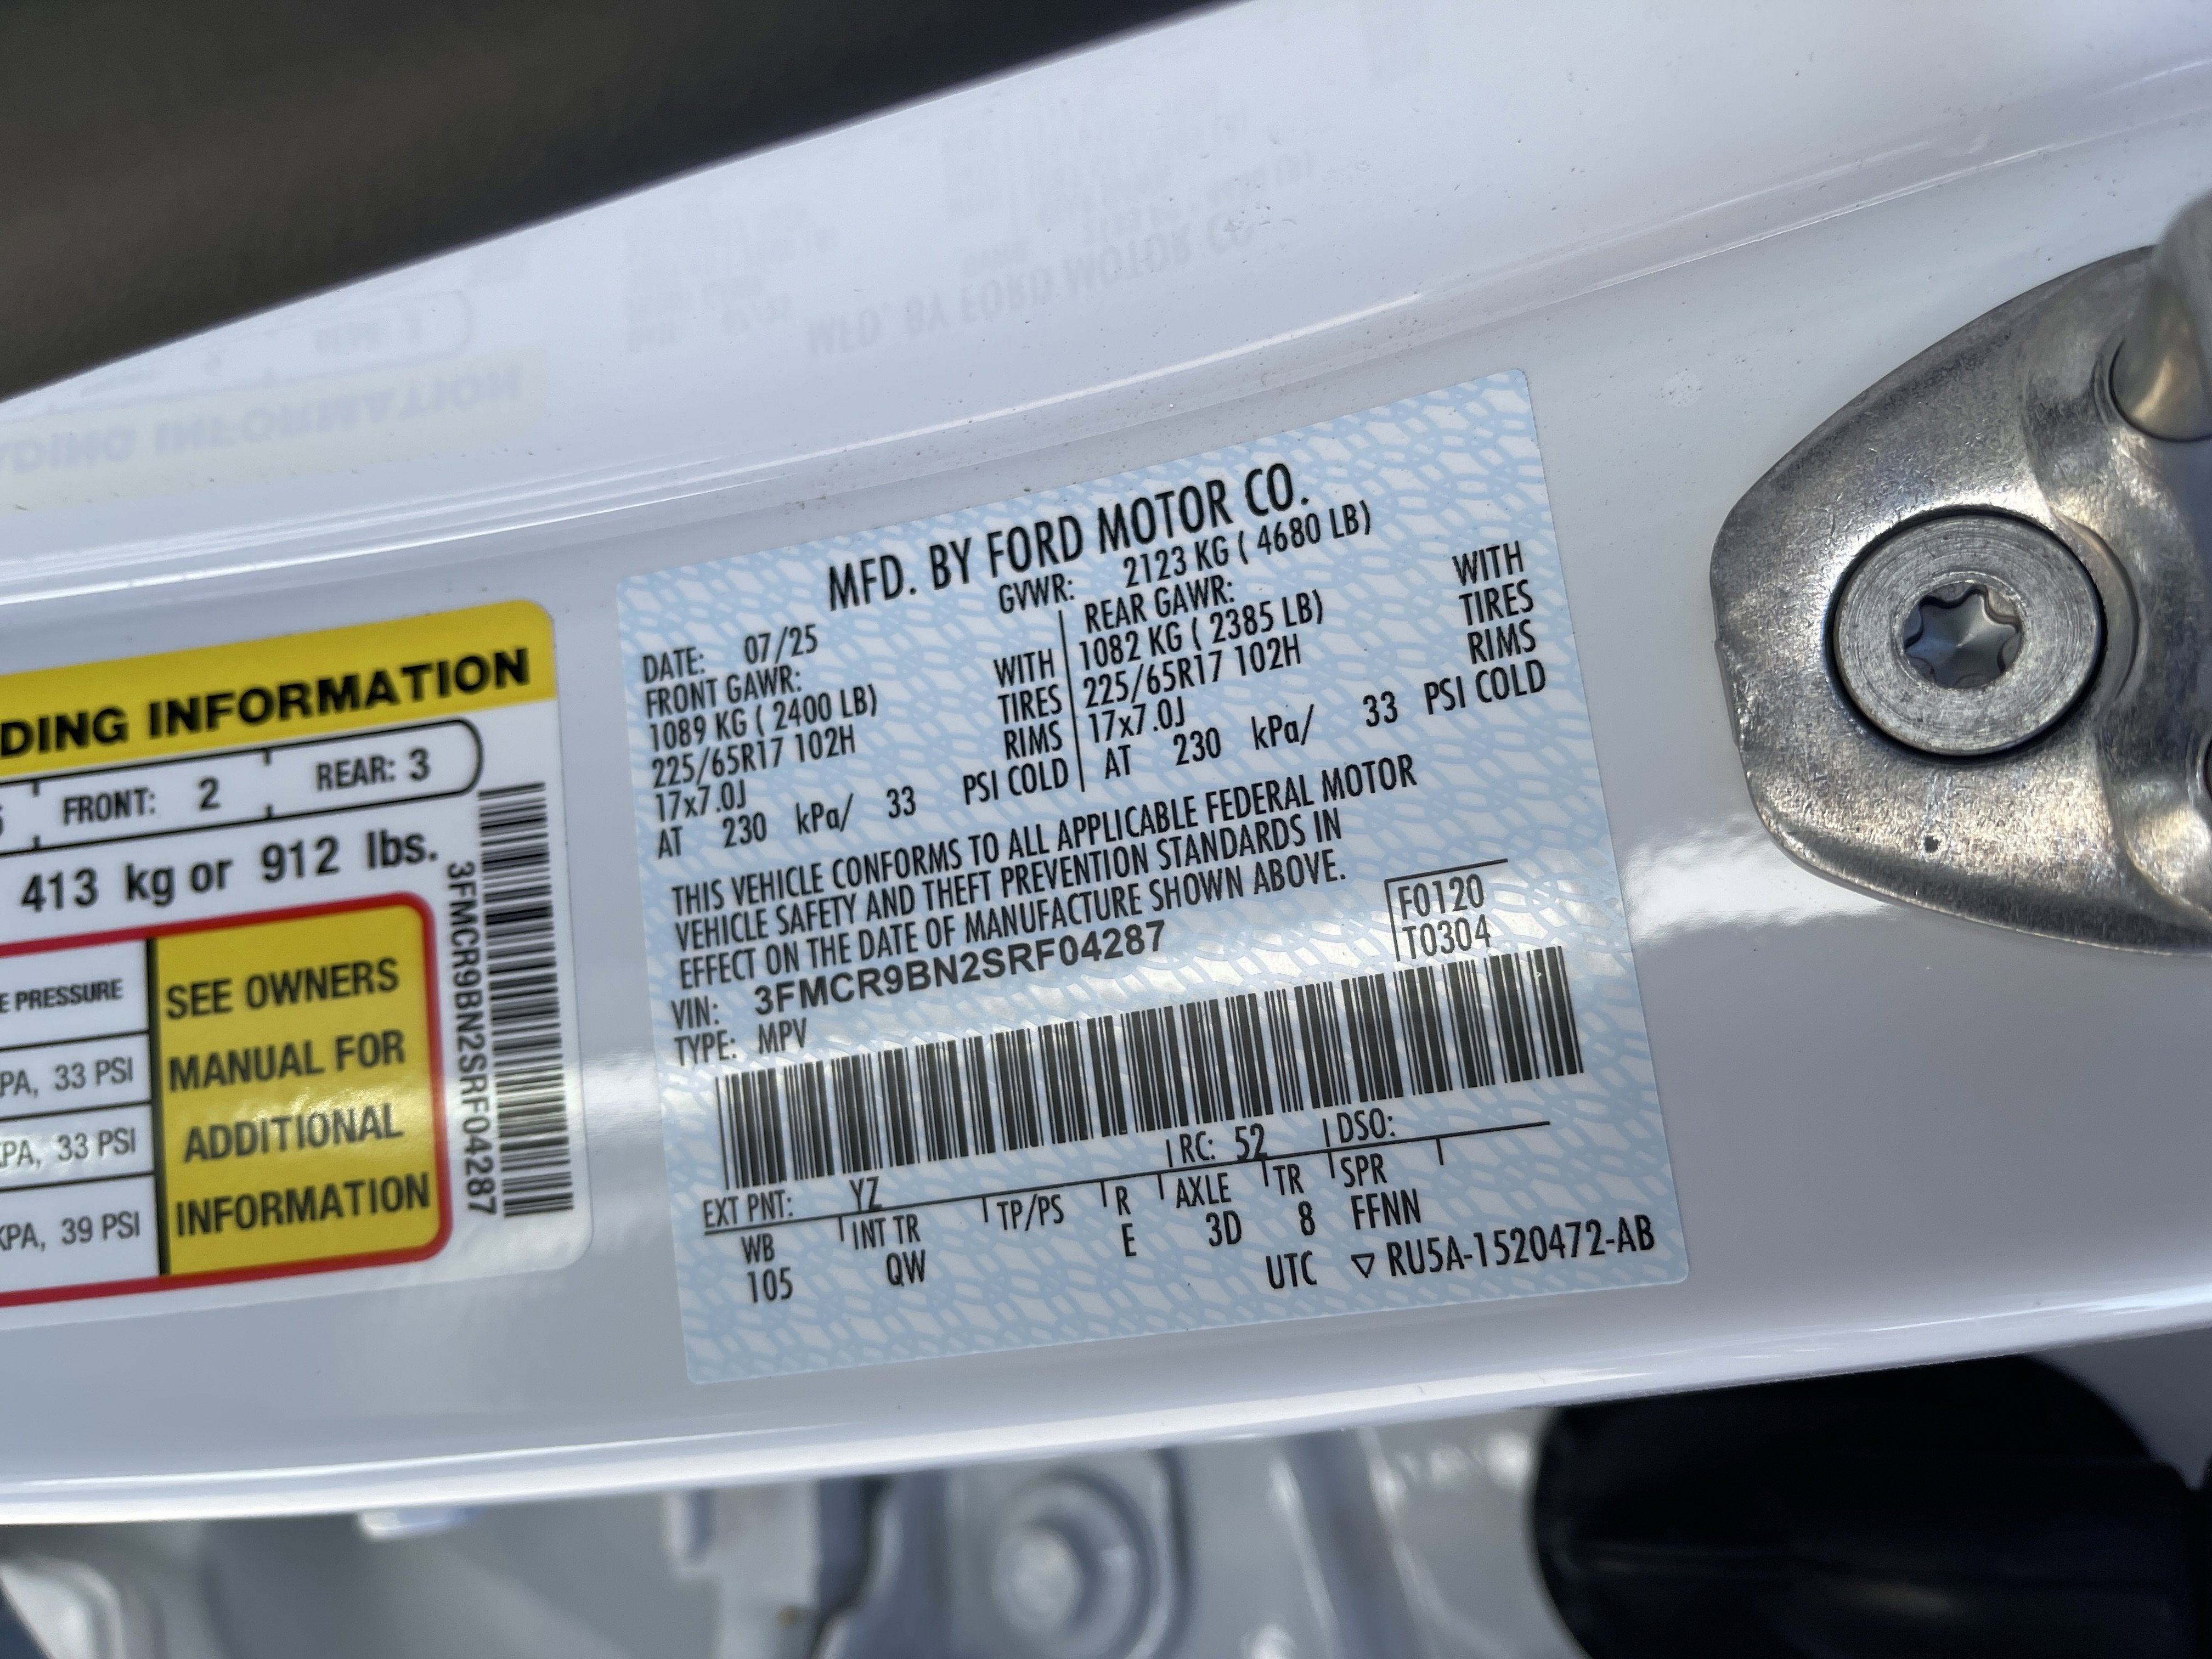 DING INFORMATION
FRONT: 2 REAR: 3
413 kg or 912 lbs.
E PRESSURE
PA, 33 PSI
KPA, 33 PSI
KPA, 39 PSI
SEE OWNERS
MANUAL FOR
ADDITIONAL
INFORMATION
3FMCR9BN2SRF04287
MFD. BY FORD MOTOR CO.
DATE: 07/25 GVWR: 2123 KG ( 4680 LB)
FRONT GAWR: REAR GAWR:
1089 KG ( 2400 LB) WITH 1082 KG ( 2385 LB) WITH
225/65R17 102H TIRES 225/65R17 102H TIRES
17x7.0J RIMS 17x7.0J RIMS
AT 230 kPa/ 33 PSI COLD AT 230 kPa/ 33 PSI COLD
THIS VEHICLE CONFORMS TO ALL APPLICABLE FEDERAL MOTOR
VEHICLE SAFETY AND THEFT PREVENTION STANDARDS IN
EFFECT ON THE DATE OF MANUFACTURE SHOWN ABOVE.
VIN: 3FMCR9BN2SRF04287 F0120
TYPE: MPV T0304
EXT PNT: YZ RC: 52 DSO:
WB INT TR TP/PS R AXLE TR SPR
105 QW E 3D 8 FFNN
UTC ▽ RU5A-1520472-AB